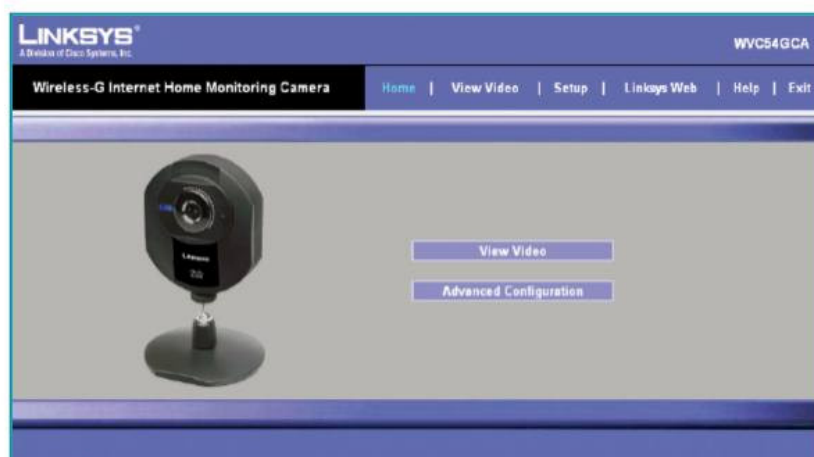 LINKSYS®
A Division of Cisco Systems, Inc.
WVC54GCA
Wireless-G Internet Home Monitoring Camera
Home | View Video | Setup | Linksys Web | Help | Exit
View Video
Advanced Configuration
LINKSYS